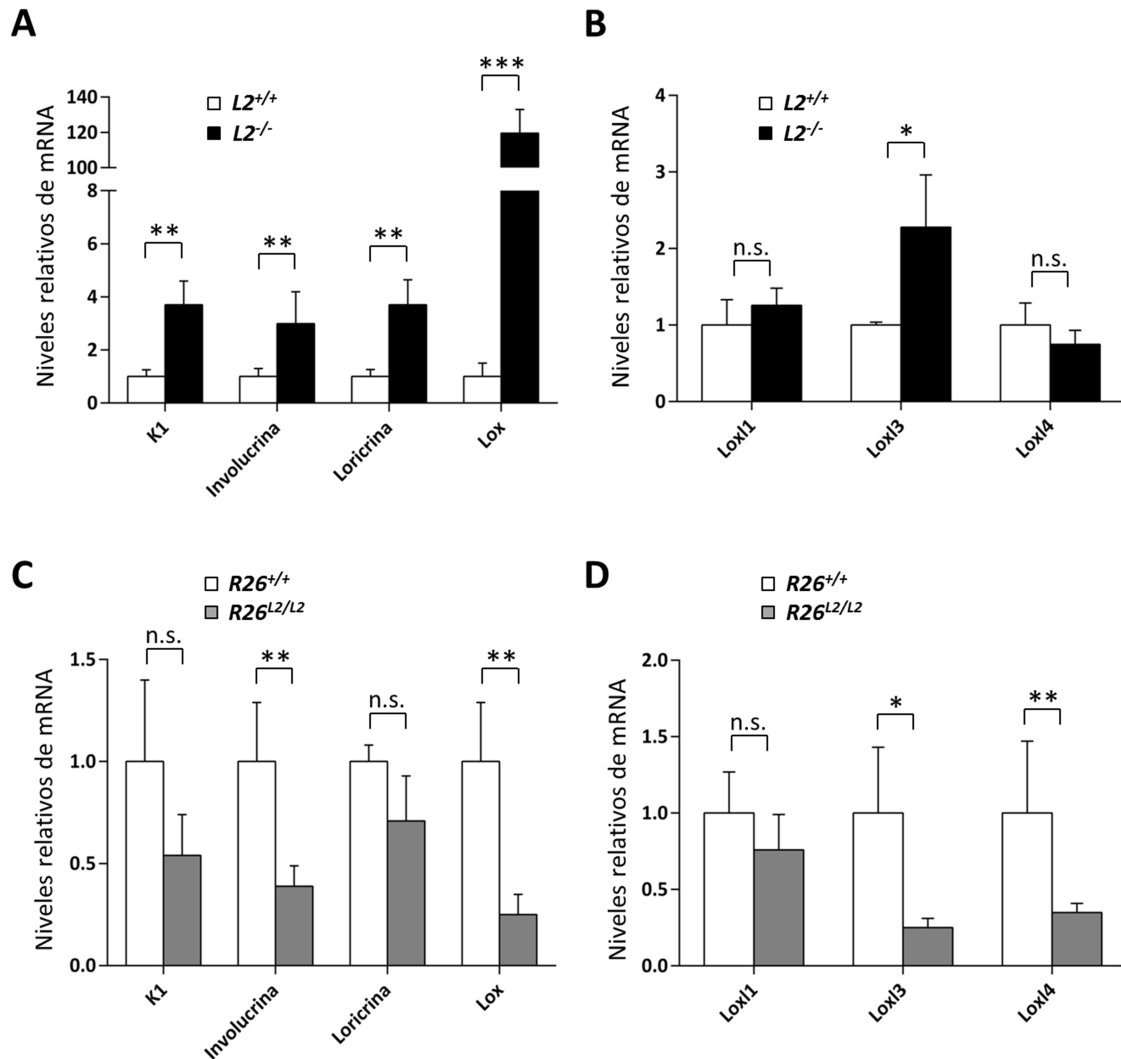 A
L2+/+
L2-/-
Niveles relativos de mRNA
140
120
100
8
6
4
2
0
**
**
**
***
K1
Involucrina
Loricrina
Lox
B
L2+/+
L2-/-
Niveles relativos de mRNA
4
3
2
1
0
n.s.
*
n.s.
Loxl1
Loxl3
Loxl4
C
R26+/+
R26L2/L2
Niveles relativos de mRNA
1.5
1.0
0.5
0.0
n.s.
**
n.s.
**
K1
Involucrina
Loricrina
Lox
D
R26+/+
R26L2/L2
Niveles relativos de mRNA
2.0
1.5
1.0
0.5
0.0
n.s.
*
**
Loxl1
Loxl3
Loxl4